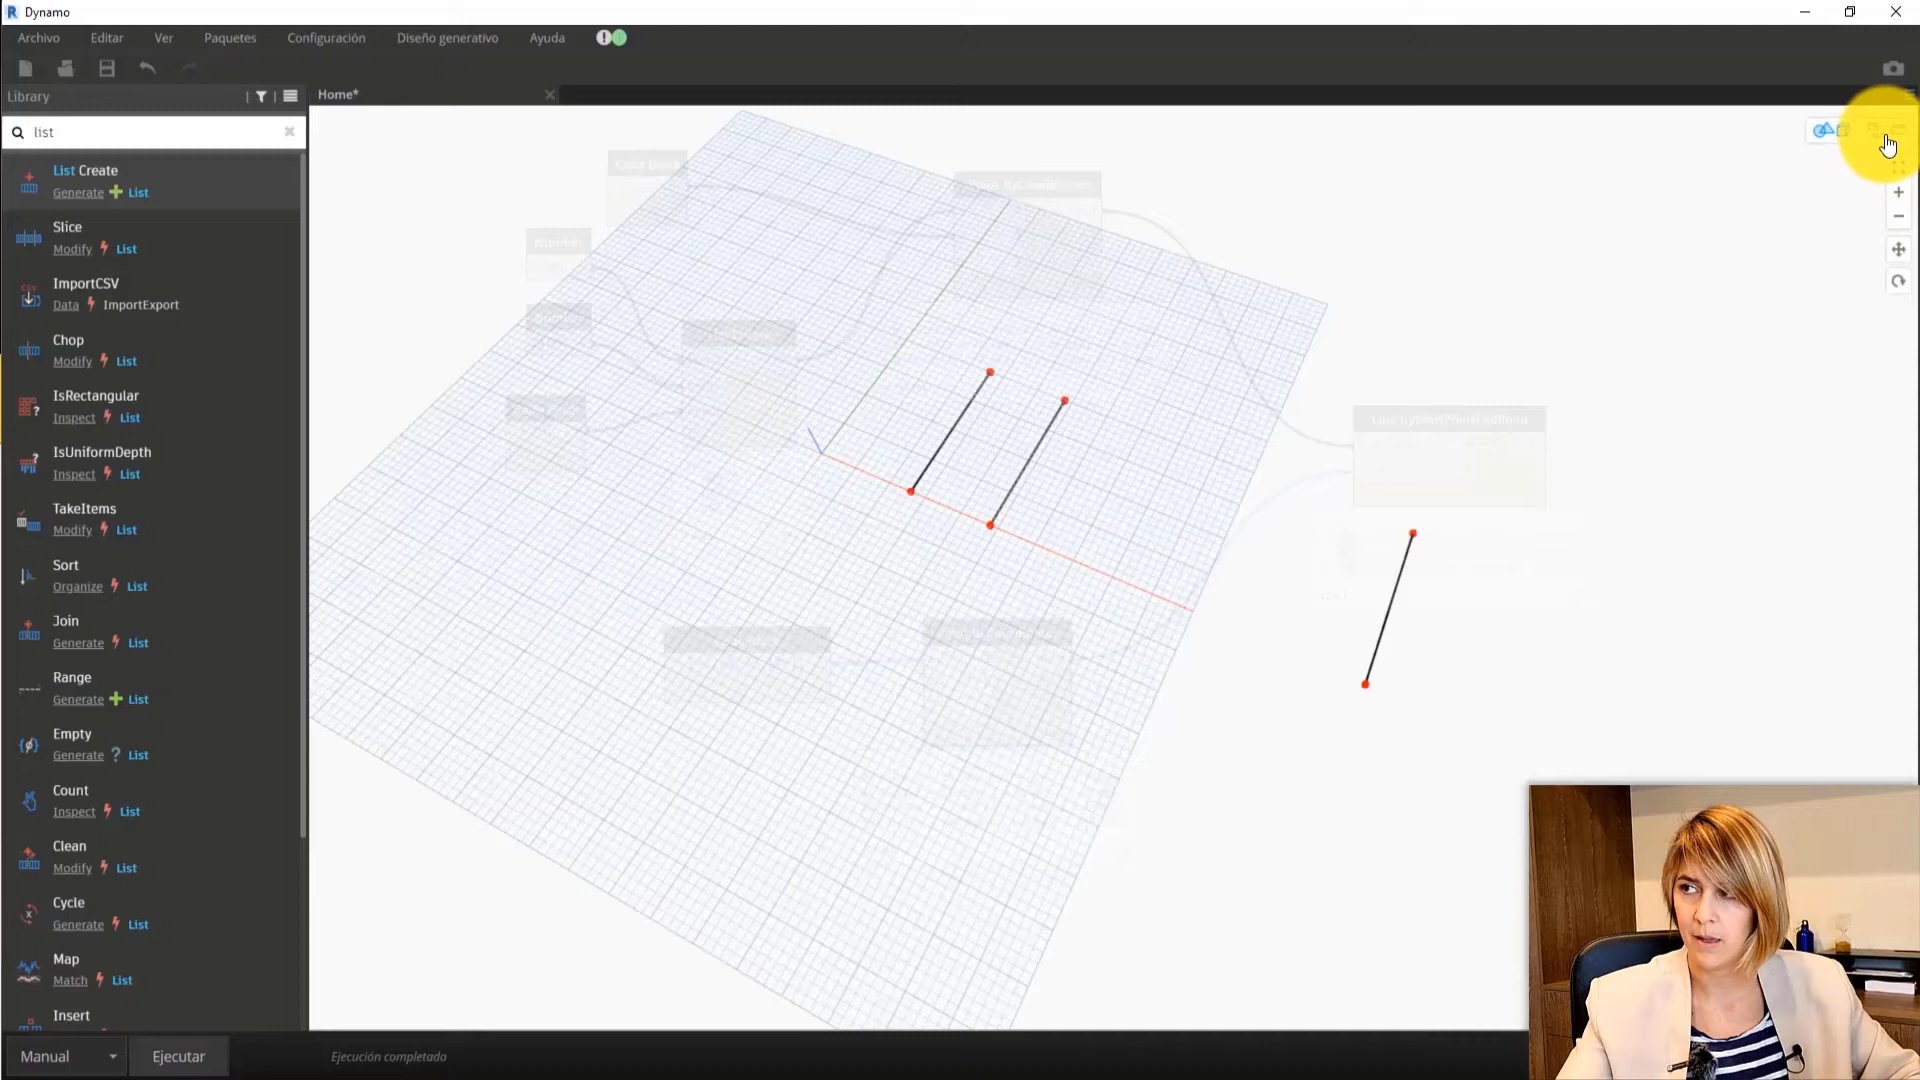 Dynamo
Archivo Editar Ver Paquetes Configuración Diseño generativo Ayuda
Library
Home*
list
List Create
Generate List
Slice
Modify List
ImportCSV
Data ImportExport
Chop
Modify List
IsRectangular
Inspect List
IsUniformDepth
Inspect List
TakeItems
Modify List
Sort
Organize List
Join
Generate List
Range
Generate List
Empty
Generate ? List
Count
Inspect List
Clean
Modify List
Cycle
Generate List
Map
Match List
Insert
Code Block
Number
Manual
Ejecutar
Ejecución completada